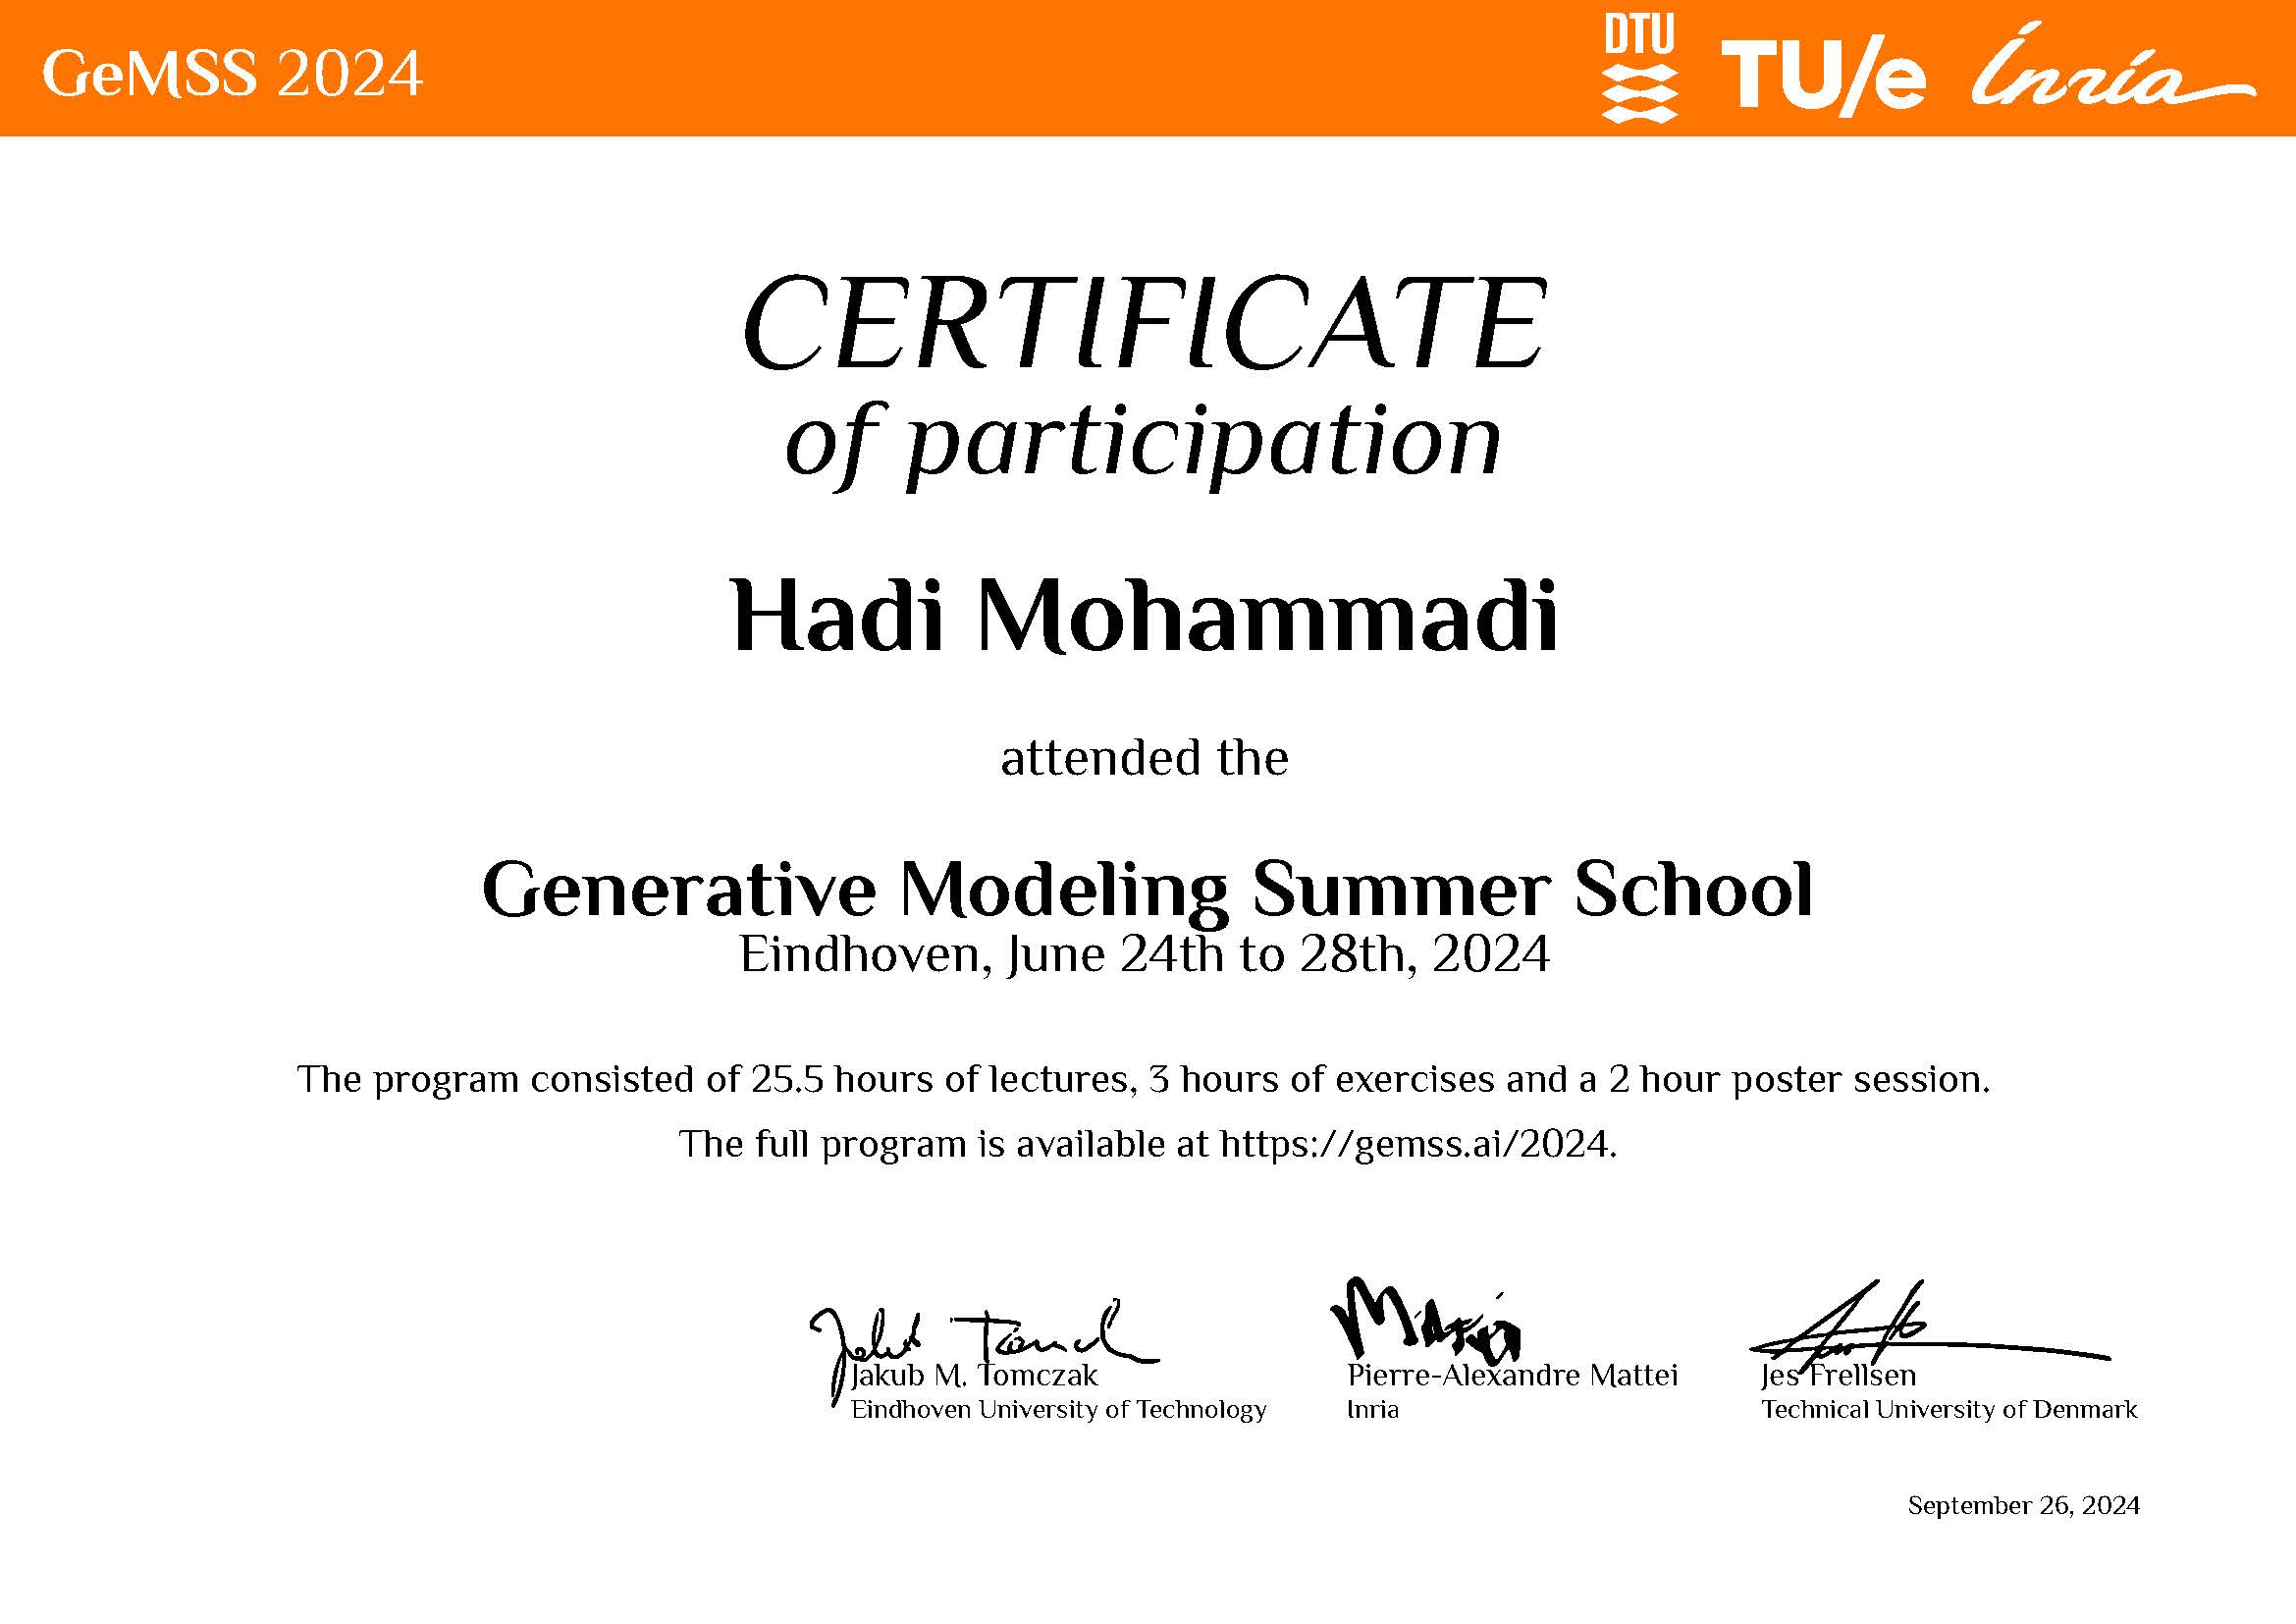 GeMSS 2024
DTU
TU/e
Inria
CERTIFICATE
of participation
Hadi Mohammadi
attended the
Generative Modeling Summer School
Eindhoven, June 24th to 28th, 2024
The program consisted of 25.5 hours of lectures, 3 hours of exercises and a 2 hour poster session.
The full program is available at https://gemss.ai/2024.
Jakub M. Tomczak
Eindhoven University of Technology
Pierre-Alexandre Mattei
Inria
Jes Frellsen
Technical University of Denmark
September 26, 2024